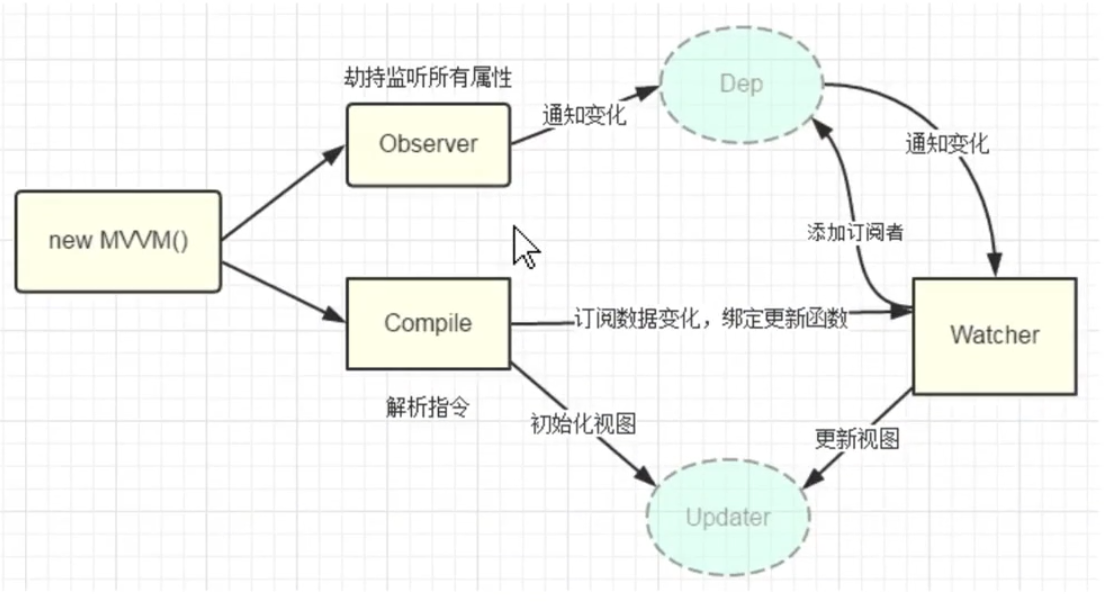 劫持监听所有属性
Dep
通知变化
Observer
通知变化
new MVVM()
添加订阅者
Compile
订阅数据变化，绑定更新函数
Watcher
解析指令
初始化视图
更新视图
Updater